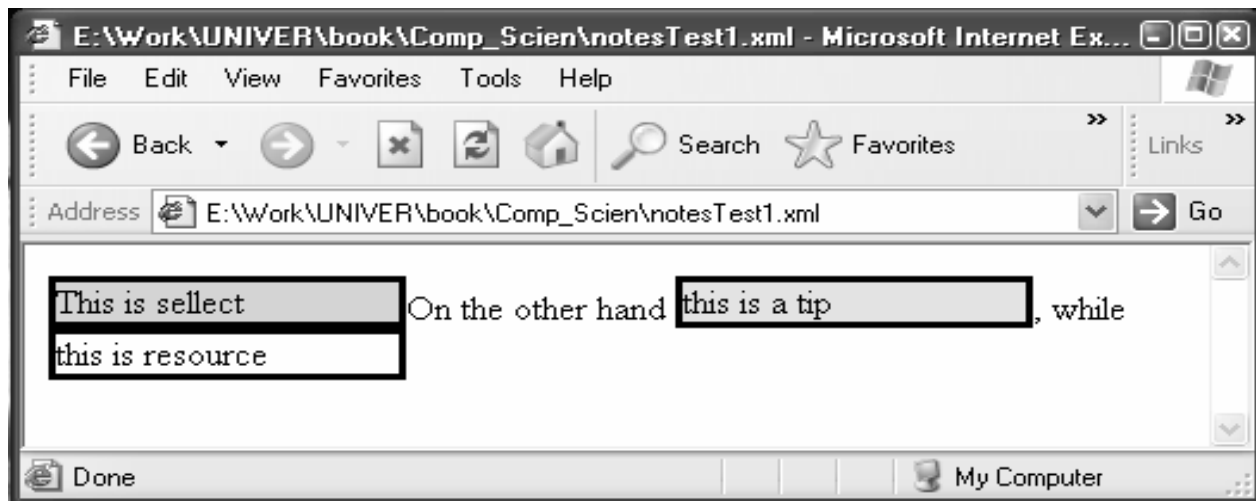 E:\Work\UNIVER\book\Comp_Scien\notesTest1.xml - Microsoft Internet Ex...
File Edit View Favorites Tools Help
Back Search Favorites » Links »
Address E:\Work\UNIVER\book\Comp_Scien\notesTest1.xml Go
This is sellect On the other hand this is a tip, while
this is resource
Done My Computer